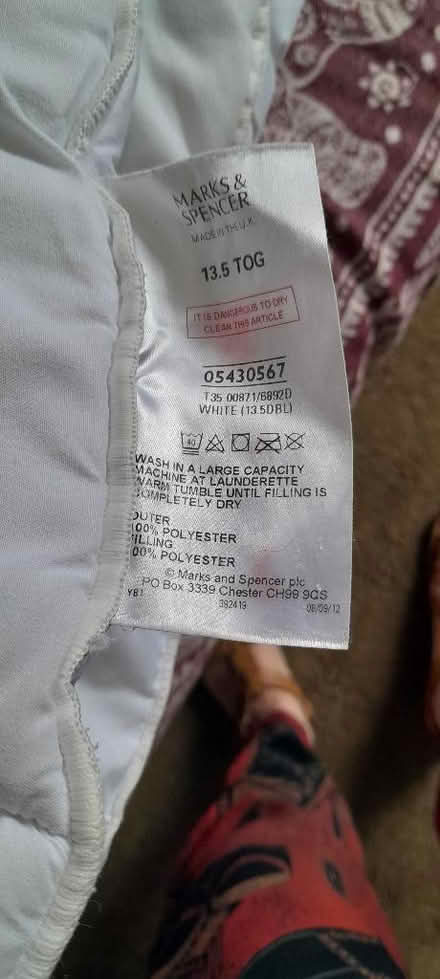 MARKS &
SPENCER
MADE IN THE U.K.
13.5 TOG
IT IS DANGEROUS TO DRY
CLEAN THIS ARTICLE
05430567
T35 00871/6892D
WHITE (13.5DBL)
40
WASH IN A LARGE CAPACITY
MACHINE AT LAUNDERETTE
WARM TUMBLE UNTIL FILLING IS
COMPLETELY DRY
OUTER
100% POLYESTER
FILLING
100% POLYESTER
© Marks and Spencer plc
PO Box 3339 Chester CH99 9QS
YB1 392419 08/09/12